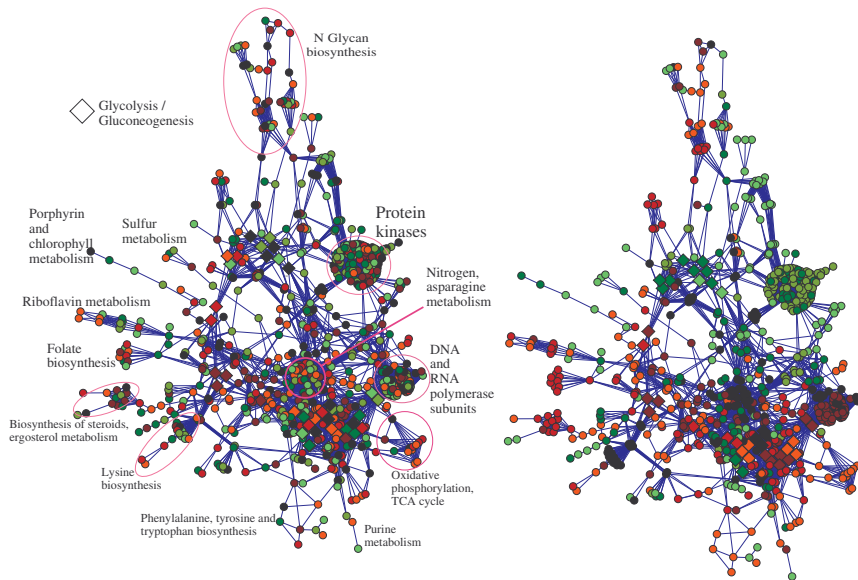 N Glycan
biosynthesis
Glycolysis /
Gluconeogenesis
Porphyrin
and
chlorophyll
metabolism
Sulfur
metabolism
Protein
kinases
Nitrogen,
asparagine
metabolism
Riboflavin metabolism
Folate
biosynthesis
DNA
and
RNA
polymerase
subunits
Biosynthesis of steroids,
ergosterol metabolism
Lysine
biosynthesis
Oxidative
phosphorylation,
TCA cycle
Phenylalanine, tyrosine and
tryptophan biosynthesis
Purine
metabolism